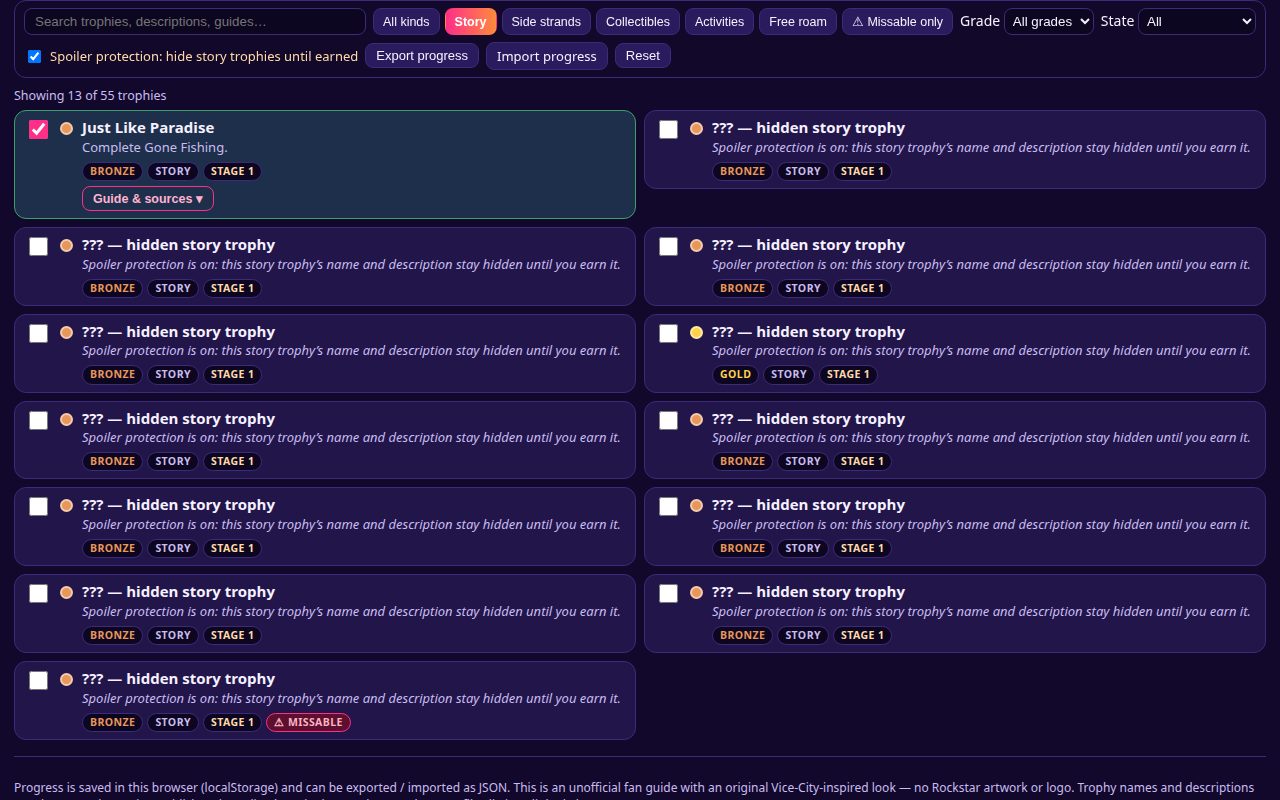 Search trophies, descriptions, guides…
All kinds
Story
Side strands
Collectibles
Activities
Free roam
⚠ Missable only
Grade
All grades
State
All
Spoiler protection: hide story trophies until earned
Export progress
Import progress
Reset
Showing 13 of 55 trophies
Just Like Paradise
Complete Gone Fishing.
BRONZE STORY STAGE 1
Guide & sources ▾
??? — hidden story trophy
Spoiler protection is on: this story trophy’s name and description stay hidden until you earn it.
BRONZE STORY STAGE 1
??? — hidden story trophy
Spoiler protection is on: this story trophy’s name and description stay hidden until you earn it.
BRONZE STORY STAGE 1
??? — hidden story trophy
Spoiler protection is on: this story trophy’s name and description stay hidden until you earn it.
BRONZE STORY STAGE 1
??? — hidden story trophy
Spoiler protection is on: this story trophy’s name and description stay hidden until you earn it.
BRONZE STORY STAGE 1
??? — hidden story trophy
Spoiler protection is on: this story trophy’s name and description stay hidden until you earn it.
GOLD STORY STAGE 1
??? — hidden story trophy
Spoiler protection is on: this story trophy’s name and description stay hidden until you earn it.
BRONZE STORY STAGE 1
??? — hidden story trophy
Spoiler protection is on: this story trophy’s name and description stay hidden until you earn it.
BRONZE STORY STAGE 1
??? — hidden story trophy
Spoiler protection is on: this story trophy’s name and description stay hidden until you earn it.
BRONZE STORY STAGE 1
??? — hidden story trophy
Spoiler protection is on: this story trophy’s name and description stay hidden until you earn it.
BRONZE STORY STAGE 1
??? — hidden story trophy
Spoiler protection is on: this story trophy’s name and description stay hidden until you earn it.
BRONZE STORY STAGE 1
??? — hidden story trophy
Spoiler protection is on: this story trophy’s name and description stay hidden until you earn it.
BRONZE STORY STAGE 1
??? — hidden story trophy
Spoiler protection is on: this story trophy’s name and description stay hidden until you earn it.
BRONZE STORY STAGE 1 ⚠ MISSABLE
Progress is saved in this browser (localStorage) and can be exported / imported as JSON. This is an unofficial fan guide with an original Vice-City-inspired look — no Rockstar artwork or logo. Trophy names and descriptions